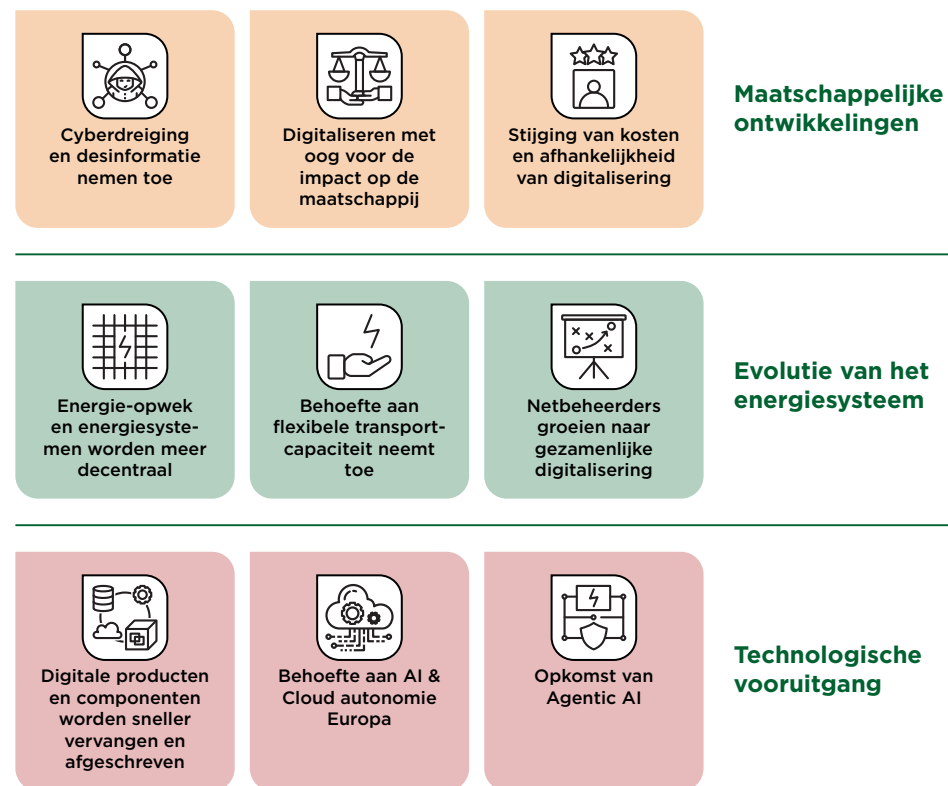 Cyberdreiging
en desinformatie
nemen toe
Digitaliseren met
oog voor de
impact op de
maatschappij
Stijging van kosten
en afhankelijkheid
van digitalisering
Maatschappelijke
ontwikkelingen
Energie-opwek
en energiesyste-
men worden meer
decentraal
Behoefte aan
flexibele transport-
capaciteit neemt
toe
Netbeheerders
groeien naar
gezamenlijke
digitalisering
Evolutie van het
energiesysteem
Digitale producten
en componenten
worden sneller
vervangen en
afgeschreven
Behoefte aan AI &
Cloud autonomie
Europa
Opkomst van
Agentic AI
Technologische
vooruitgang